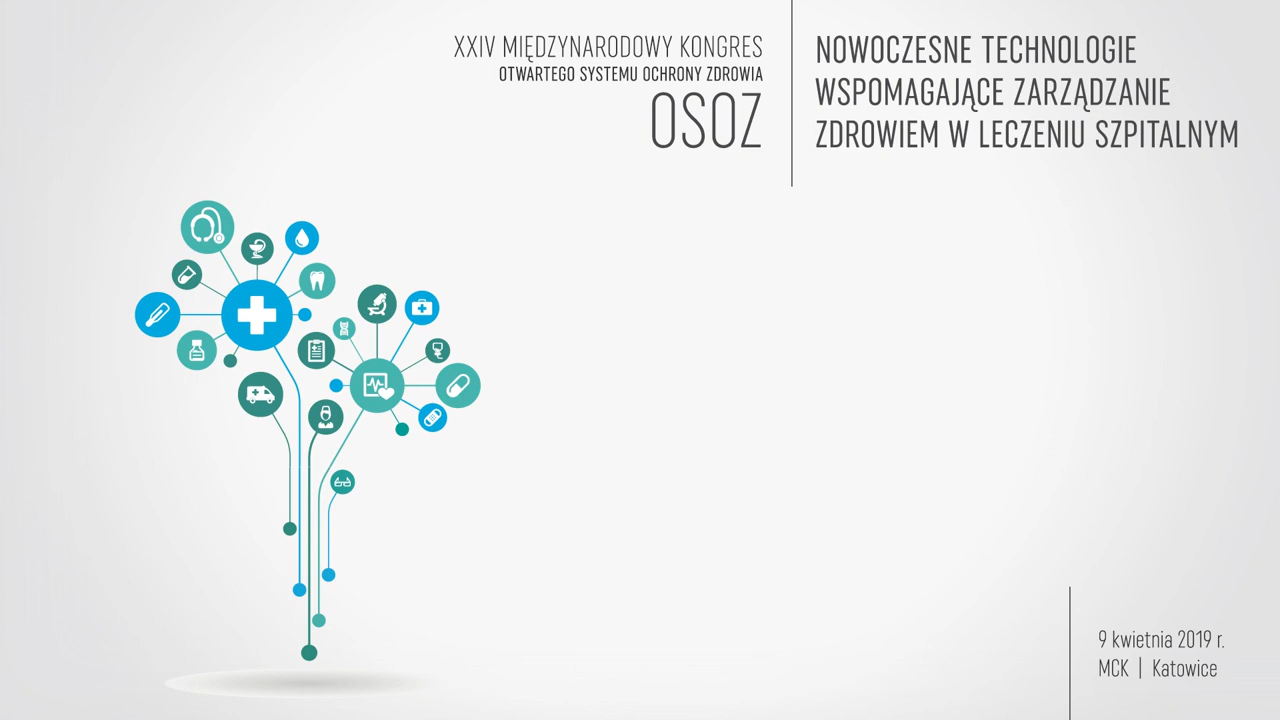 XXIV MIĘDZYNARODOWY KONGRES
OTWARTEGO SYSTEMU OCHRONY ZDROWIA
OSOZ
NOWOCZESNE TECHNOLOGIE
WSPOMAGAJĄCE ZARZĄDZANIE
ZDROWIEM W LECZENIU SZPITALNYM
9 kwietnia 2019 r.
MCK | Katowice